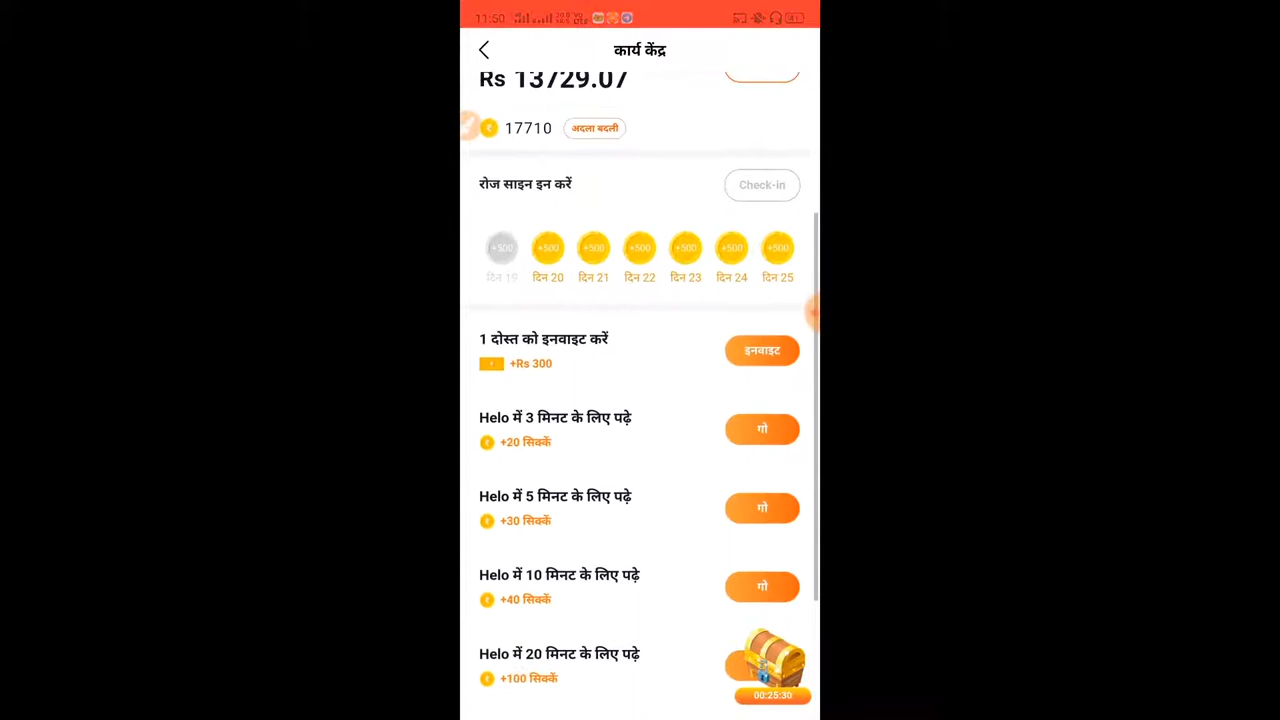 11:50
कार्य केंद्र
Rs 13729.07
17710 अदला बदली
रोज साइन इन करें Check-in
+500 +500 +500 +500 +500 +500 +500
दिन 19 दिन 20 दिन 21 दिन 22 दिन 23 दिन 24 दिन 25
1 दोस्त को इनवाइट करें
+Rs 300 इनवाइट
Helo में 3 मिनट के लिए पढ़े
+20 सिक्कें गो
Helo में 5 मिनट के लिए पढ़े
+30 सिक्कें गो
Helo में 10 मिनट के लिए पढ़े
+40 सिक्कें गो
Helo में 20 मिनट के लिए पढ़े
+100 सिक्कें
00:25:30